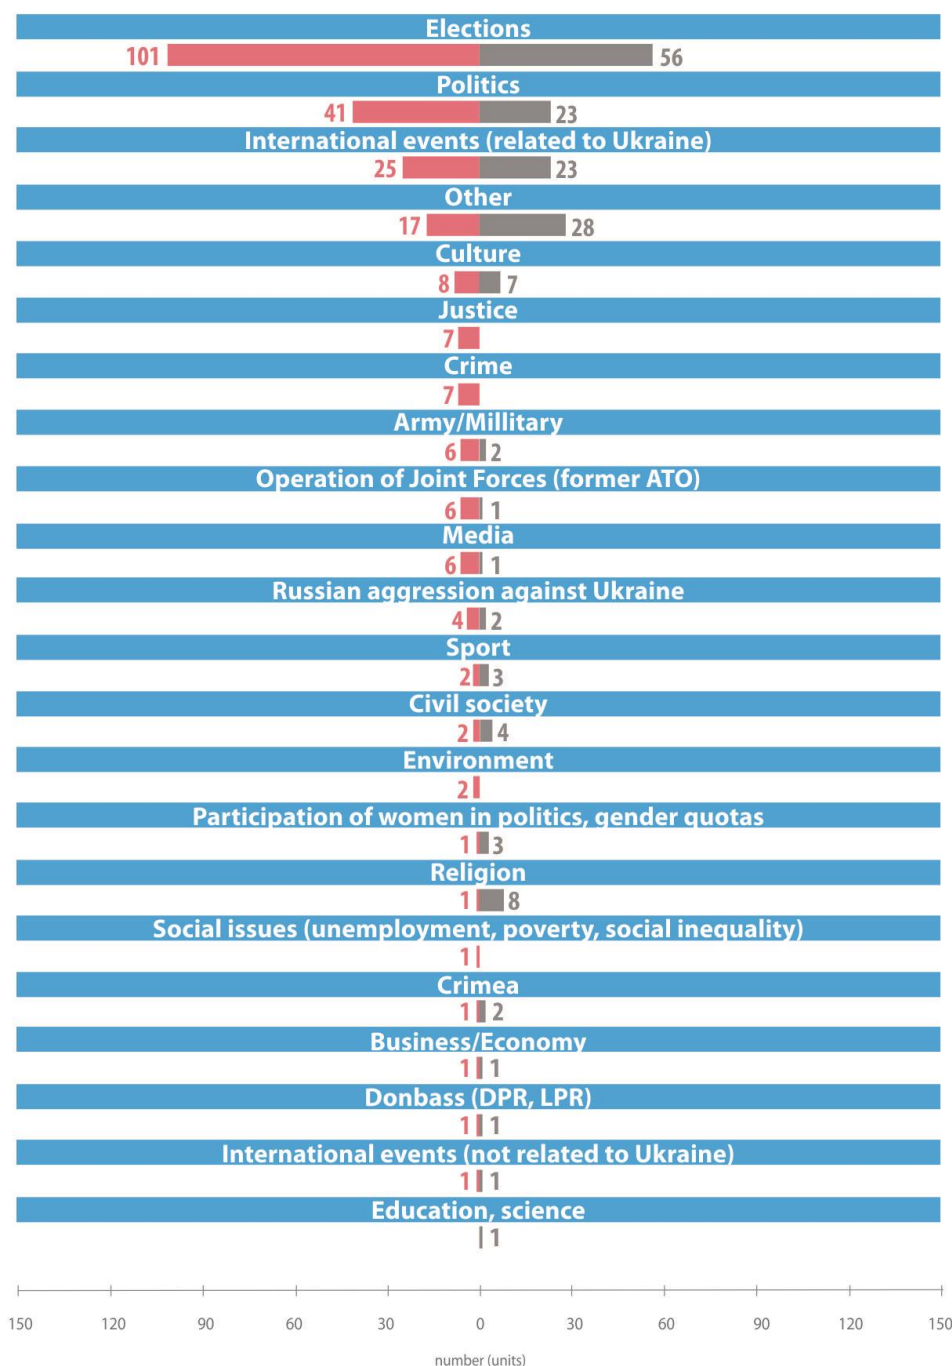 Elections
101 56
Politics
41 23
International events (related to Ukraine)
25 23
Other
17 28
Culture
8 7
Justice
7
Crime
7
Army/Millitary
6 2
Operation of Joint Forces (former ATO)
6 1
Media
6 1
Russian aggression against Ukraine
4 2
Sport
2 3
Civil society
2 4
Environment
2
Participation of women in politics, gender quotas
1 3
Religion
1 8
Social issues (unemployment, poverty, social inequality)
1
Crimea
1 2
Business/Economy
1 1
Donbass (DPR, LPR)
1 1
International events (not related to Ukraine)
1 1
Education, science
1
150 120 90 60 30 0 30 60 90 120 150
number (units)